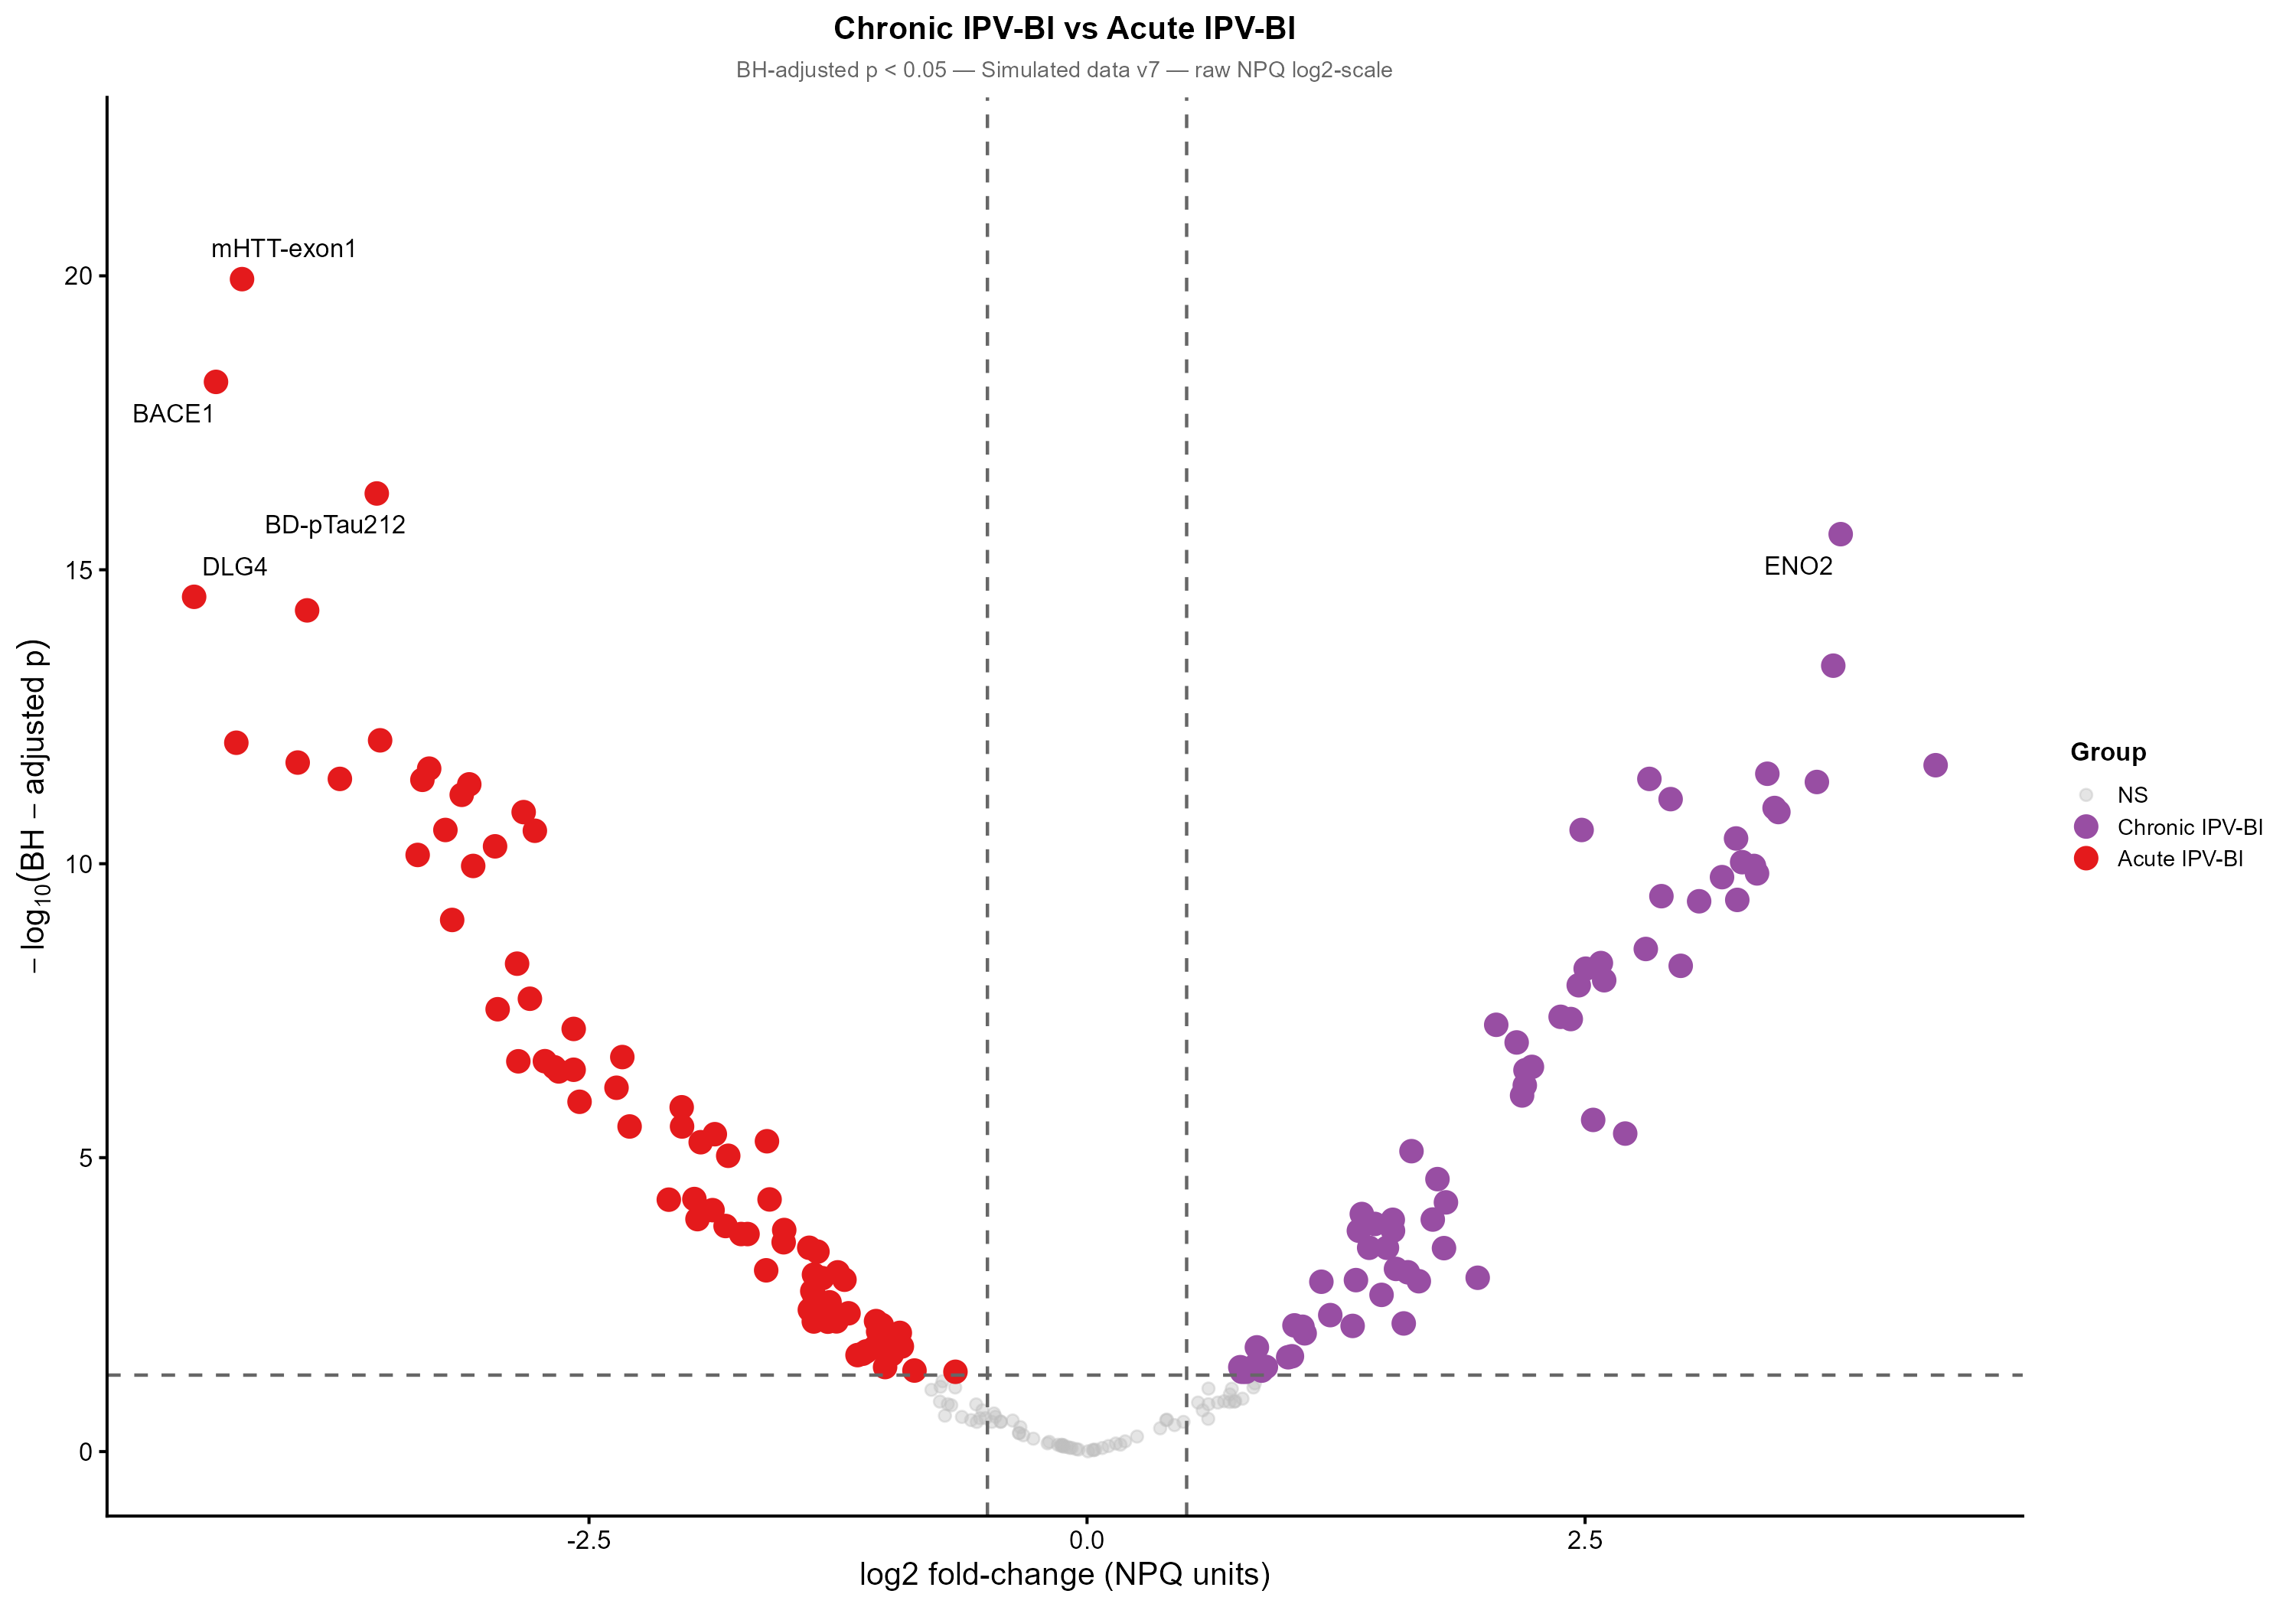 Chronic IPV-BI vs Acute IPV-BI
BH-adjusted p < 0.05 — Simulated data v7 — raw NPQ log2-scale
mHTT-exon1
BACE1
BD-pTau212
DLG4
ENO2
20
15
10
5
0
− log10(BH − adjusted p)
-2.5
0.0
2.5
log2 fold-change (NPQ units)
Group
NS
Chronic IPV-BI
Acute IPV-BI